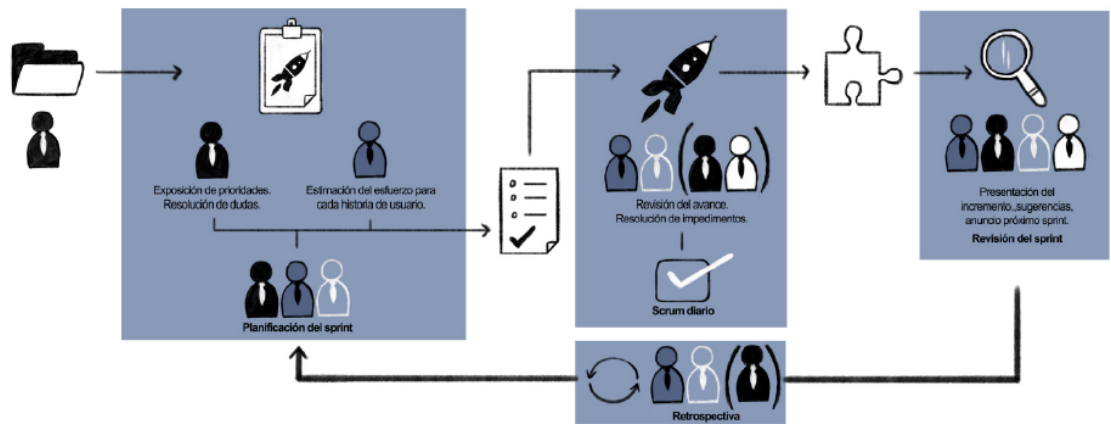 Exposición de prioridades.
Resolución de dudas.
Estimación del esfuerzo para
cada historia de usuario.
Planificación del sprint
Revisión del avance.
Resolución de impedimentos.
Scrum diario
Presentación del
incremento.,sugerencias,
anuncio próximo sprint.
Revisión del sprint
Retrospectiva